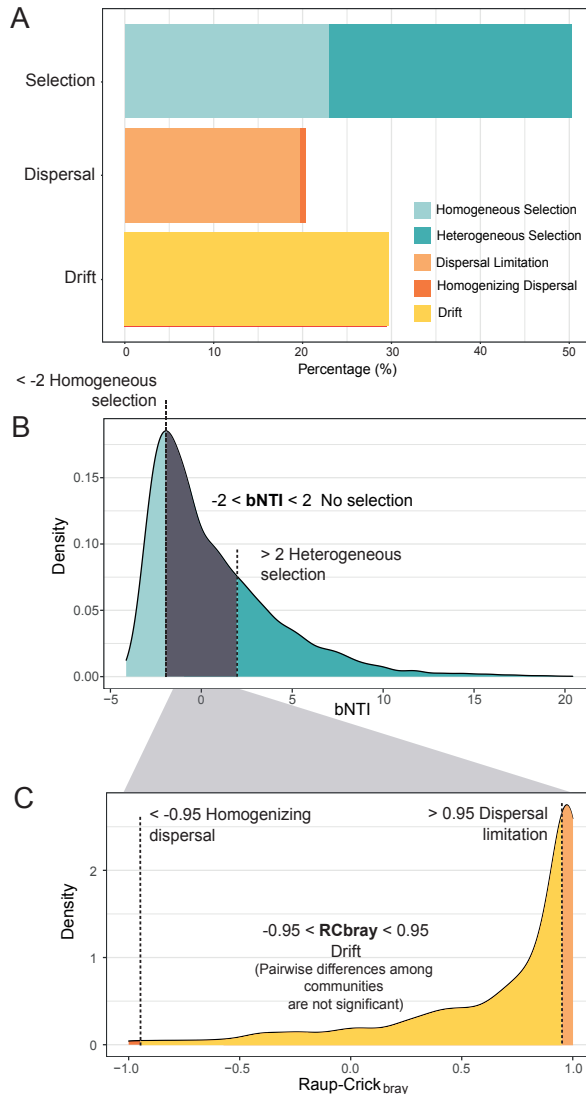 A
Selection
Dispersal
Drift
Homogeneous Selection
Heterogeneous Selection
Dispersal Limitation
Homogenizing Dispersal
Drift
0 10 20 30 40 50
Percentage (%)
< -2 Homogeneous
selection
B
-2 < bNTI < 2 No selection
> 2 Heterogeneous
selection
Density
0.15
0.10
0.05
0.00
−5 0 5 10 15 20
bNTI
C
< -0.95 Homogenizing
dispersal
> 0.95 Dispersal
limitation
-0.95 < RCbray < 0.95
Drift
(Pairwise differences among
communities
are not significant)
Density
2
1
0
−1.0 −0.5 0.0 0.5 1.0
Raup-Crickbray